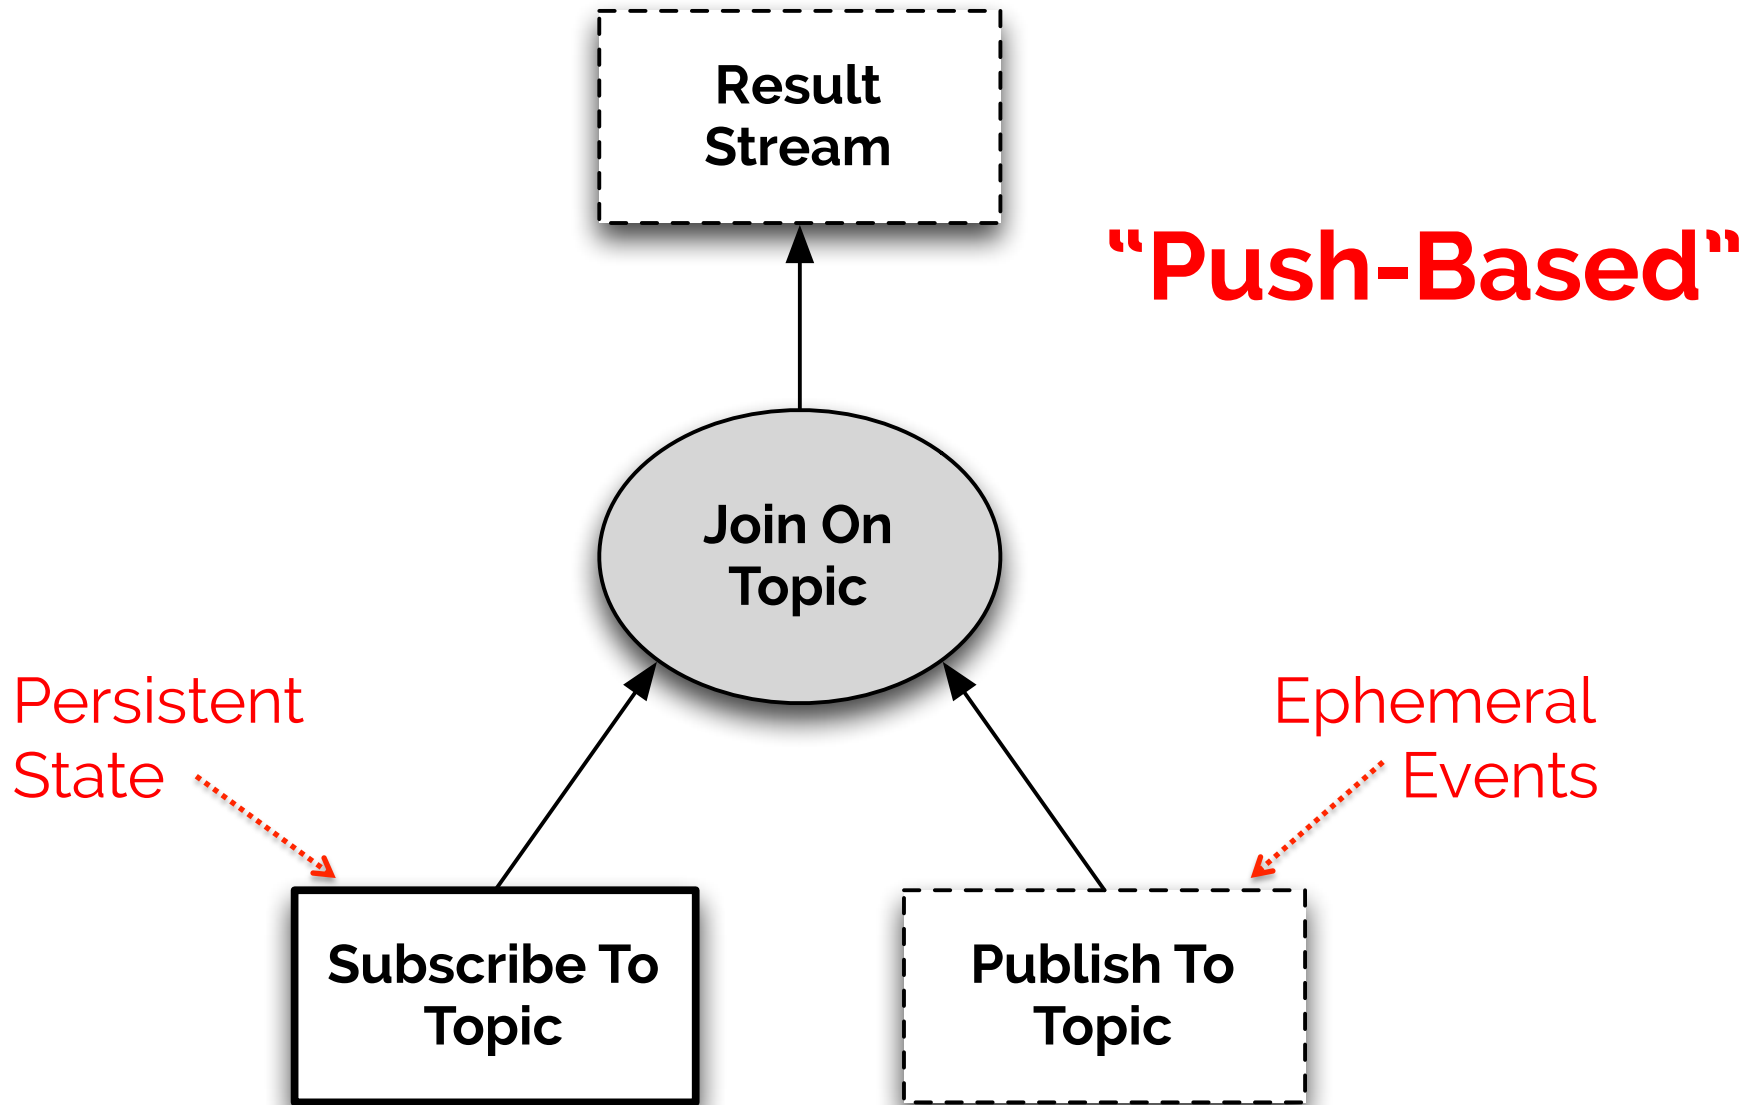 Result
Stream
“Push-Based”
Join On
Topic
Persistent
State
Ephemeral
Events
Subscribe To
Topic
Publish To
Topic